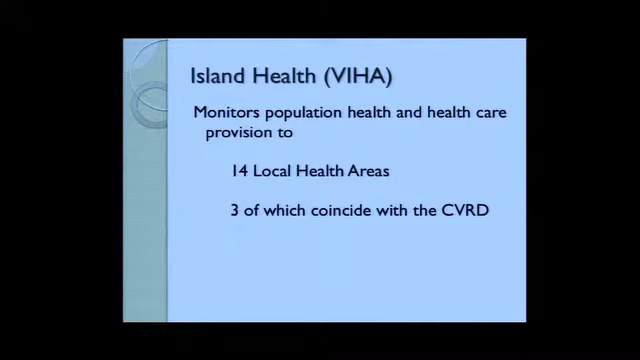 Island Health (VIHA)
Monitors population health and health care
provision to
14 Local Health Areas
3 of which coincide with the CVRD